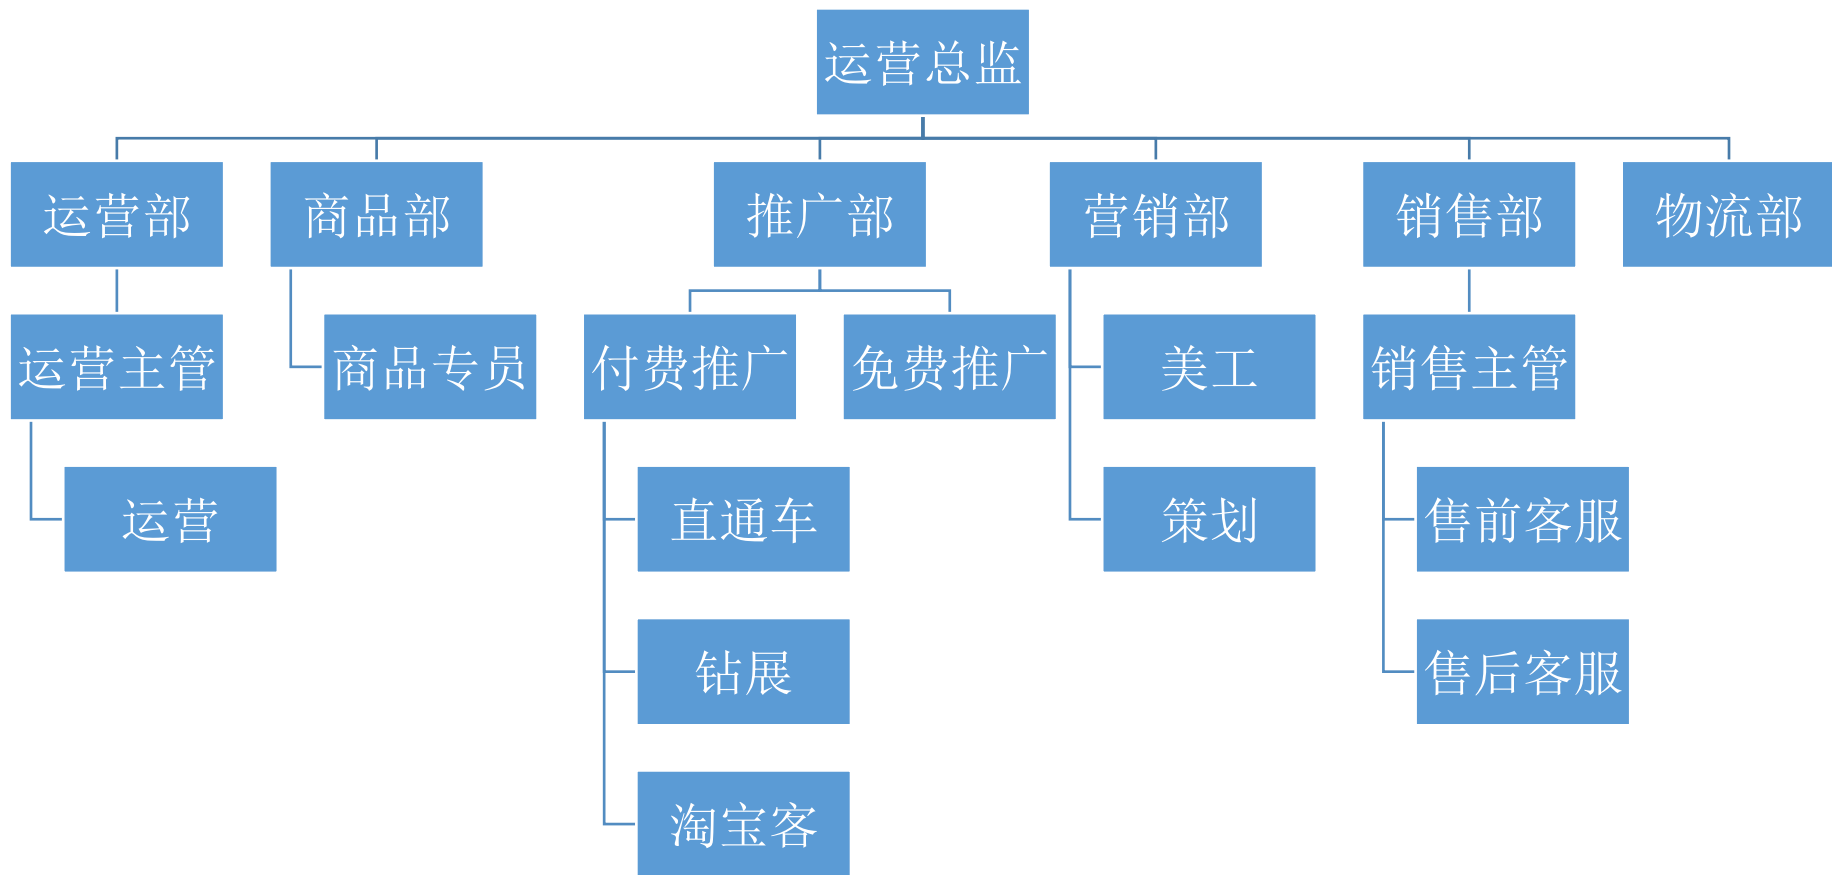 运营总监
运营部
商品部
推广部
营销部
销售部
物流部
运营主管
商品专员
付费推广
免费推广
美工
销售主管
运营
直通车
策划
售前客服
钻展
售后客服
淘宝客